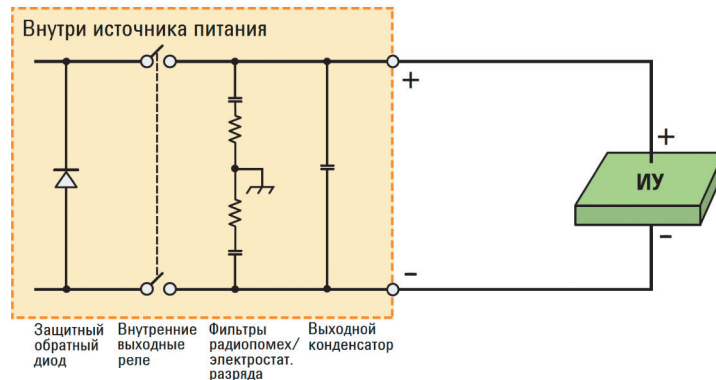 Внутри источника питания
+
+
ИУ
–
–
Защитный
обратный
диод
Внутренние
выходные
реле
Фильтры
радиопомех/
электростат.
разряда
Выходной
конденсатор